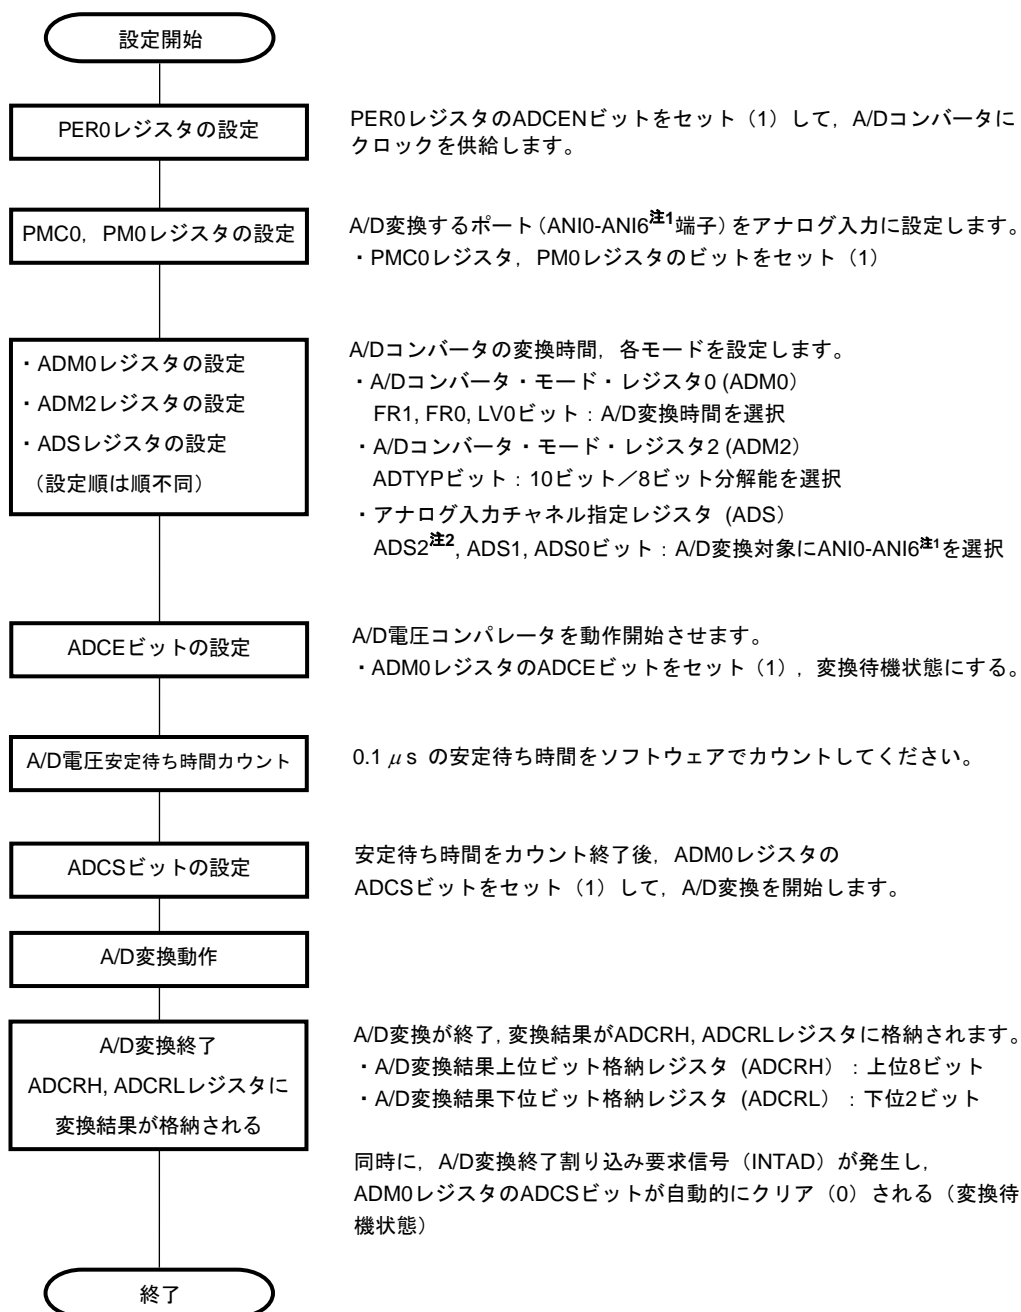 設定開始
PER0レジスタの設定
PER0レジスタのADCENビットをセット（1）して，A/Dコンバータに
クロックを供給します。
PMC0，PM0レジスタの設定
A/D変換するポート（ANI0-ANI6注1端子）をアナログ入力に設定します。
・PMC0レジスタ，PM0レジスタのビットをセット（1）
・ADM0レジスタの設定
・ADM2レジスタの設定
・ADSレジスタの設定
（設定順は順不同）
A/Dコンバータの変換時間，各モードを設定します。
・A/Dコンバータ・モード・レジスタ0 (ADM0）
FR1, FR0, LV0ビット：A/D変換時間を選択
・A/Dコンバータ・モード・レジスタ2 (ADM2）
ADTYPビット：10ビット／8ビット分解能を選択
・アナログ入力チャネル指定レジスタ (ADS）
ADS2注2, ADS1, ADS0ビット：A/D変換対象にANI0-ANI6注1を選択
ADCEビットの設定
A/D電圧コンパレータを動作開始させます。
・ADM0レジスタのADCEビットをセット（1），変換待機状態にする。
A/D電圧安定待ち時間カウント
0.1 μs の安定待ち時間をソフトウェアでカウントしてください。
ADCSビットの設定
安定待ち時間をカウント終了後，ADM0レジスタの
ADCSビットをセット（1）して，A/D変換を開始します。
A/D変換動作
A/D変換終了
ADCRH, ADCRLレジスタに
変換結果が格納される
A/D変換が終了, 変換結果がADCRH, ADCRLレジスタに格納されます。
・A/D変換結果上位ビット格納レジスタ (ADCRH）：上位8ビット
・A/D変換結果下位ビット格納レジスタ (ADCRL）：下位2ビット
同時に，A/D変換終了割り込み要求信号（INTAD）が発生し，
ADM0レジスタのADCSビットが自動的にクリア（0）される（変換待
機状態）
終了